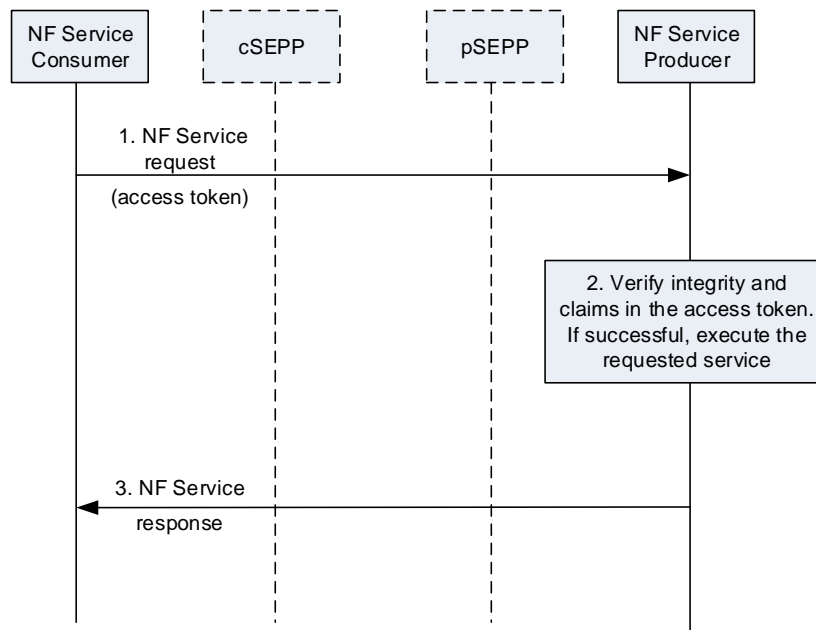 NF Service
Consumer
cSEPP
pSEPP
NF Service
Producer
1. NF Service
request
(access token)
2. Verify integrity and
claims in the access token.
If successful, execute the
requested service
3. NF Service
response